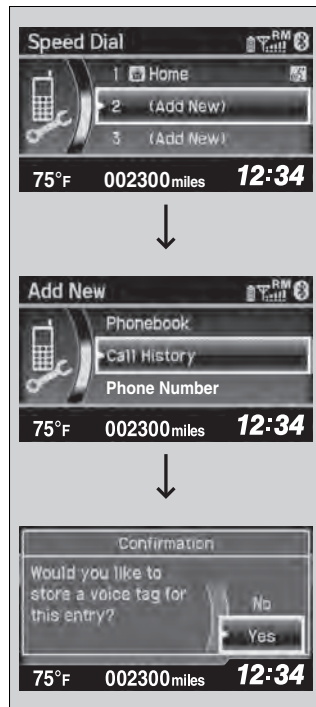 Speed Dial RM
1 Home
2 (Add New)
3 (Add New)
75°F 002300 miles 12:34
Add New RM
Phonebook
Call History
Phone Number
75°F 002300 miles 12:34
Confirmation
Would you like to
store a voice tag for
this entry?
No
Yes
75°F 002300 miles 12:34